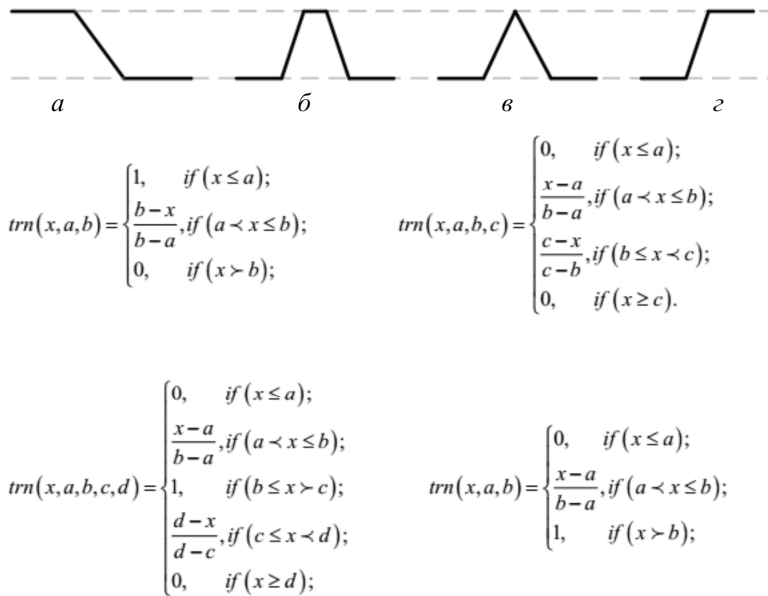 а б в г
trn(x,a,b) = { 1, if (x ≤ a);
(b − x)/(b − a), if (a ≺ x ≤ b);
0, if (x ≻ b);
trn(x,a,b,c) = { 0, if (x ≤ a);
(x − a)/(b − a), if (a ≺ x ≤ b);
(c − x)/(c − b), if (b ≤ x ≺ c);
0, if (x ≥ c).
trn(x,a,b,c,d) = { 0, if (x ≤ a);
(x − a)/(b − a), if (a ≺ x ≤ b);
1, if (b ≤ x ≻ c);
(d − x)/(d − c), if (c ≤ x ≺ d);
0, if (x ≥ d);
trn(x,a,b) = { 0, if (x ≤ a);
(x − a)/(b − a), if (a ≺ x ≤ b);
1, if (x ≻ b);